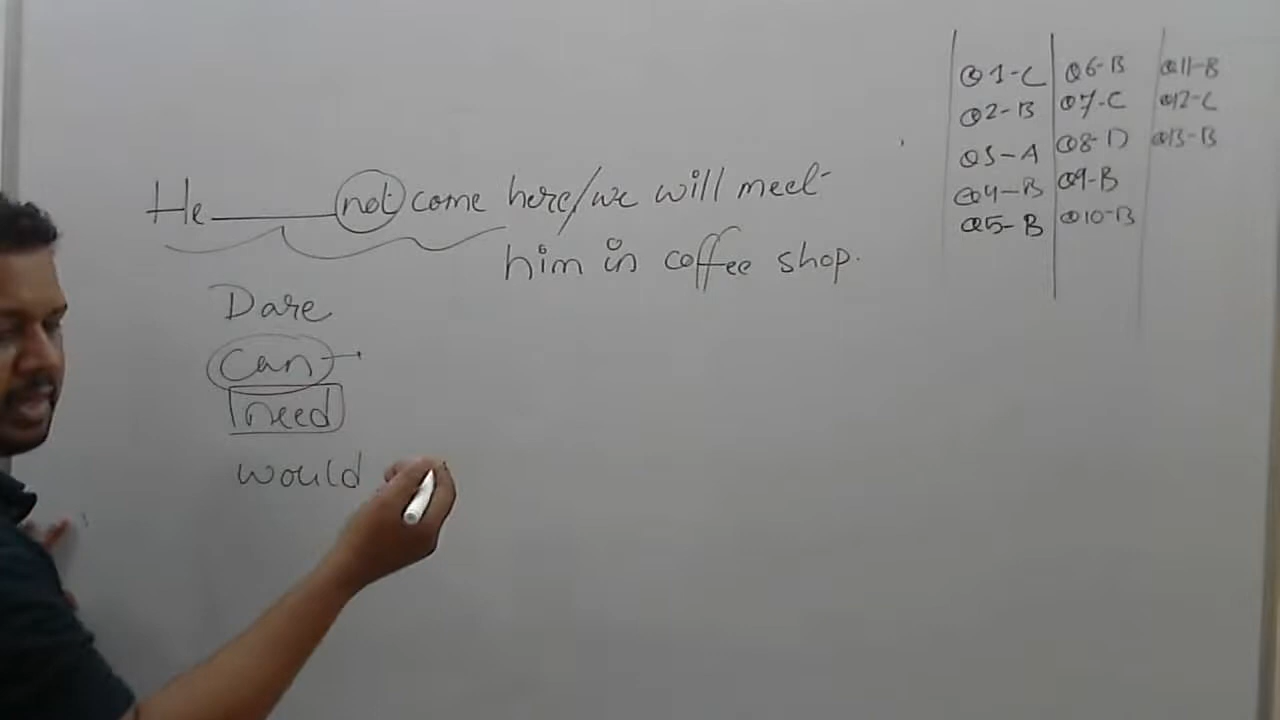 He ______ not come here/we will meet
him in coffee shop.
Dare
Can
need
would
Q1-C
Q2-B
Q3-A
Q4-B
Q5-B
Q6-B
Q7-C
Q8-D
Q9-B
Q10-B
Q11-B
Q12-C
Q13-B